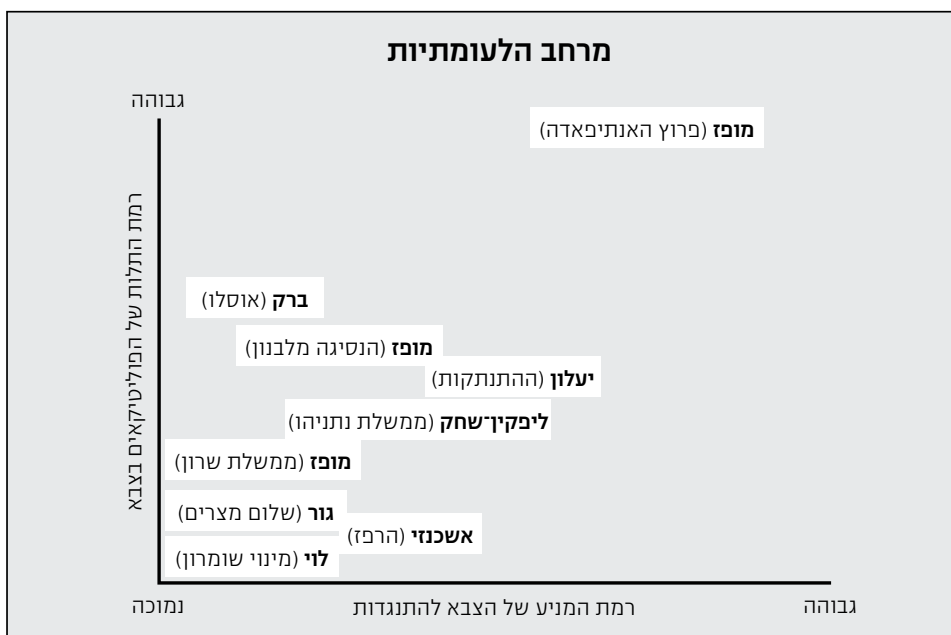 מרחב הלעומתיות
גבוהה
מופז (פרוץ האנתיפאדה)
רמת התלות של הפוליטיקאים בצבא
ברק (אוסלו)
מופז (הנסיגה מלבנון)
יעלון (ההתנתקות)
ליפקין־שחק (ממשלת נתניהו)
מופז (ממשלת שרון)
גור (שלום מצרים)
אשכנזי (הרפז)
לוי (מינוי שומרון)
נמוכה
רמת המניע של הצבא להתנגדות
גבוהה